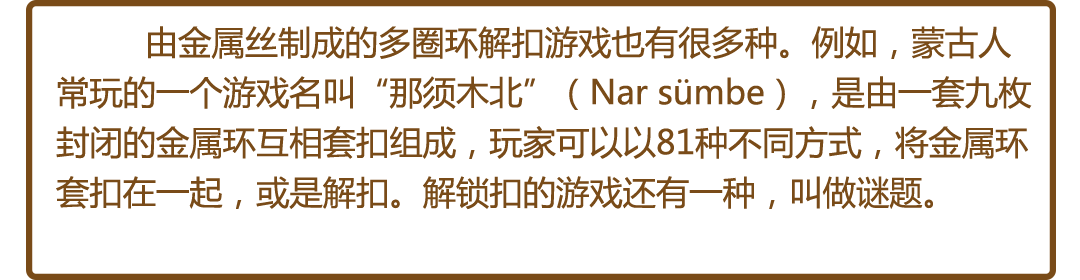 由金属丝制成的多圈环解扣游戏也有很多种。例如，蒙古人
常玩的一个游戏名叫“那须木北”（Nar sümbe），是由一套九枚
封闭的金属环互相套扣组成，玩家可以以81种不同方式，将金属环
套扣在一起，或是解扣。解锁扣的游戏还有一种，叫做谜题。